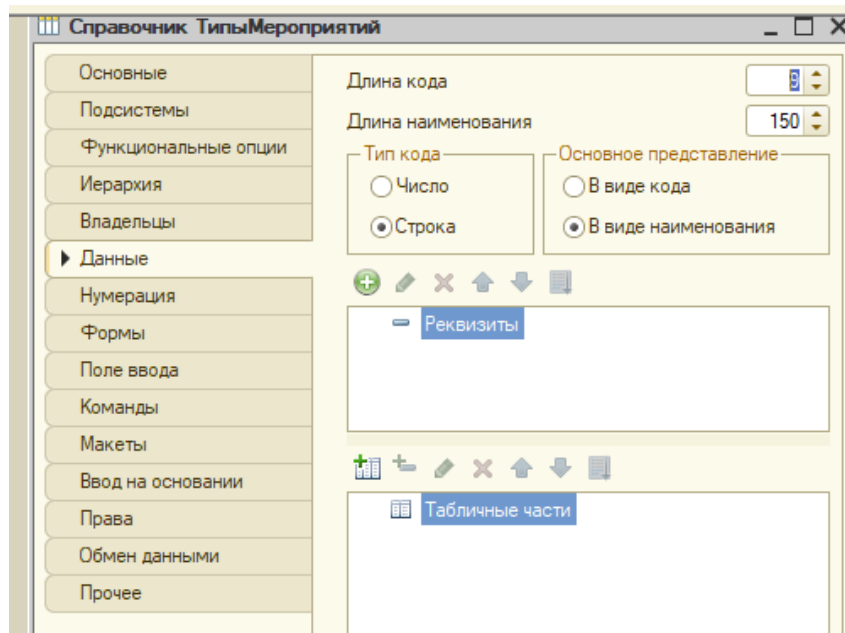 Справочник ТипыМероприятий
Основные
Подсистемы
Функциональные опции
Иерархия
Владельцы
Данные
Нумерация
Формы
Поле ввода
Команды
Макеты
Ввод на основании
Права
Обмен данными
Прочее
Длина кода 9
Длина наименования 150
Тип кода
Число
Строка
Основное представление
В виде кода
В виде наименования
Реквизиты
Табличные части